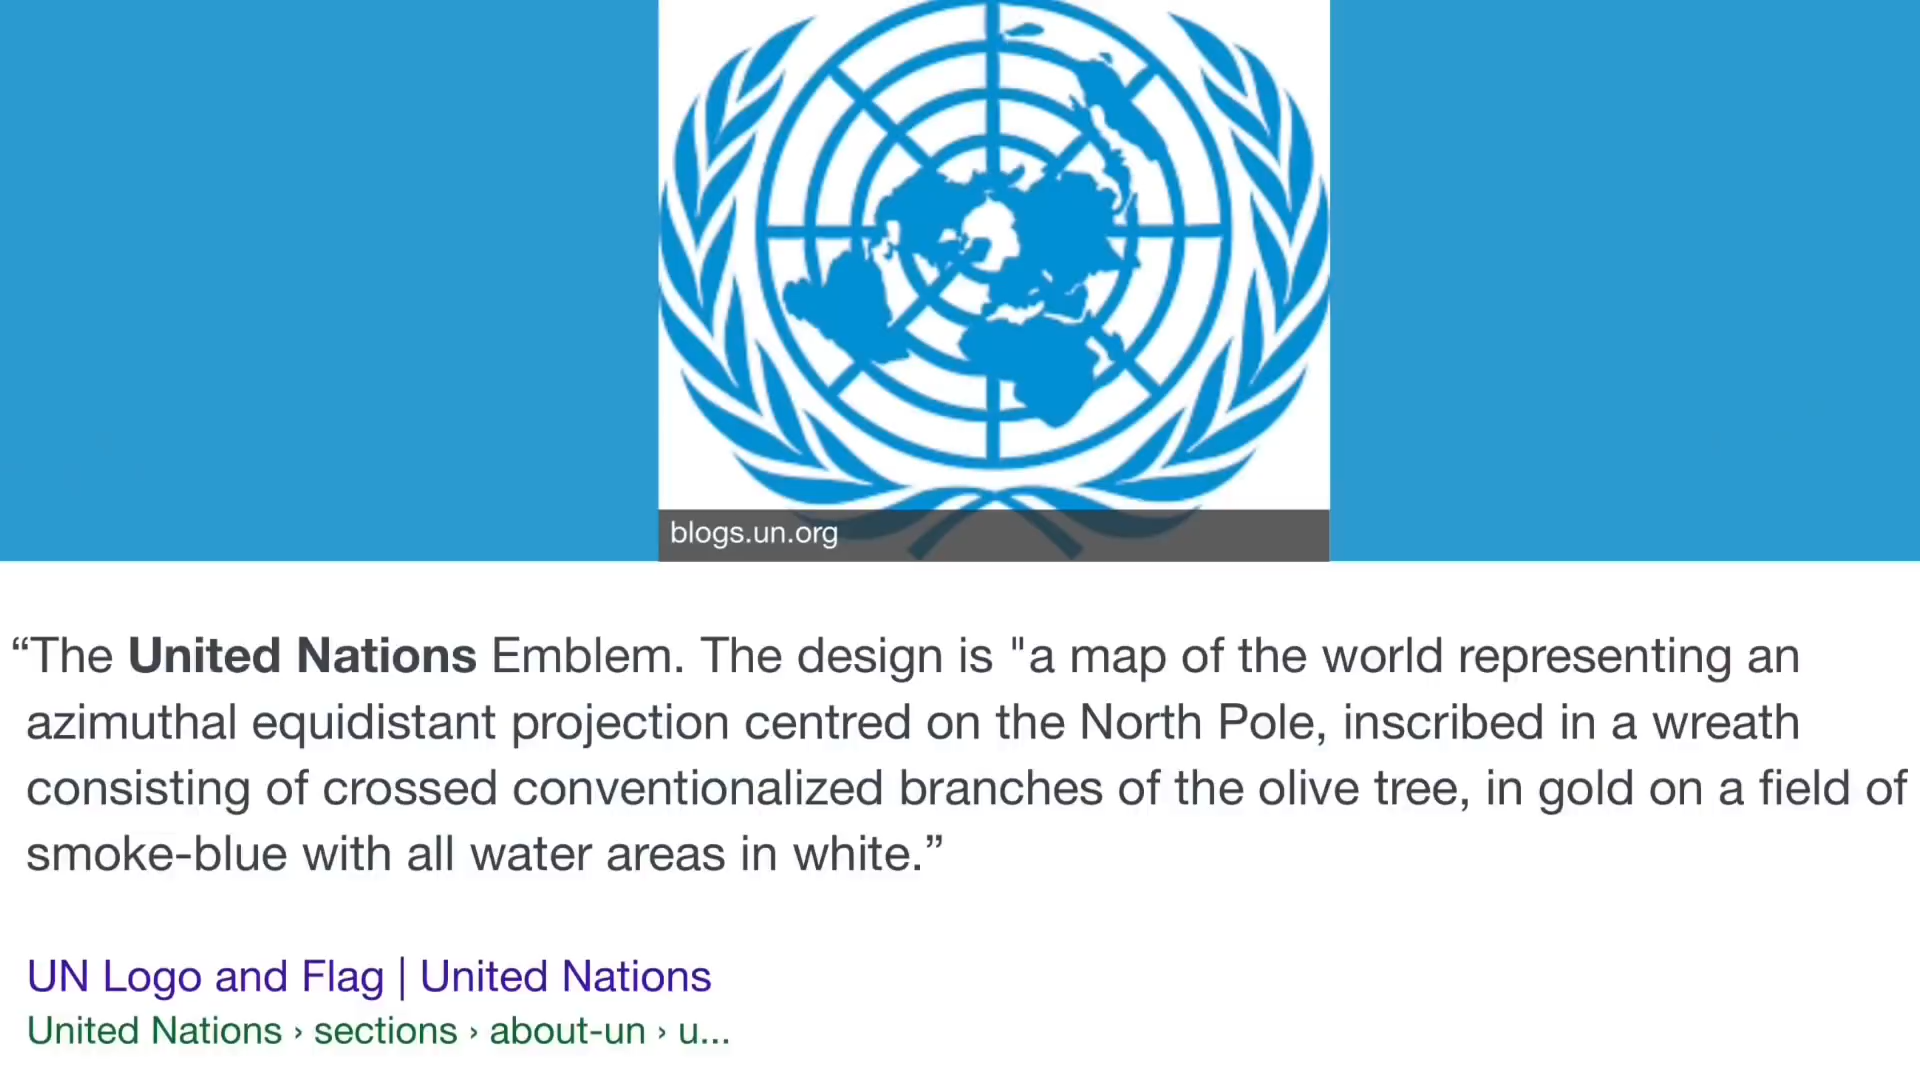 blogs.un.org
“The United Nations Emblem. The design is "a map of the world representing an
azimuthal equidistant projection centred on the North Pole, inscribed in a wreath
consisting of crossed conventionalized branches of the olive tree, in gold on a field of
smoke-blue with all water areas in white.”
UN Logo and Flag | United Nations
United Nations › sections › about-un › u...